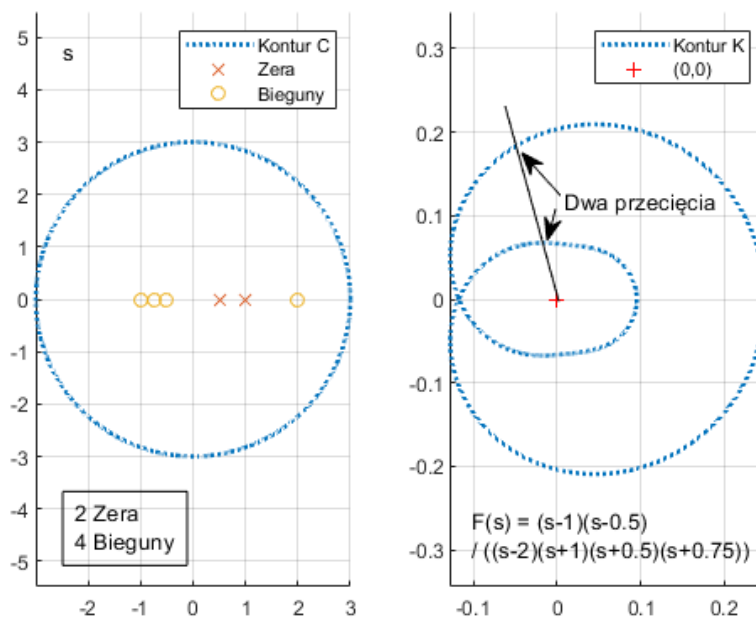 s
Kontur C
Zera
Bieguny
5
4
3
2
1
0
-1
-2
-3
-4
-5
2 Zera
4 Bieguny
-2
-1
0
1
2
3
Kontur K
(0,0)
Dwa przecięcia
0.3
0.2
0.1
0
-0.1
-0.2
-0.3
F(s) = (s-1)(s-0.5)
/ ((s-2)(s+1)(s+0.5)(s+0.75))
-0.1
0
0.1
0.2